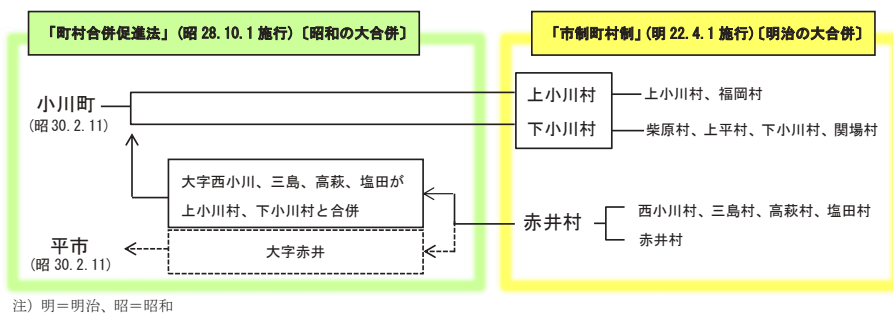 「町村合併促進法」(昭 28.10.1 施行)〔昭和の大合併〕
「市制町村制」(明 22.4.1 施行)〔明治の大合併〕
小川町
(昭 30.2.11)
上小川村
上小川村、福岡村
下小川村
柴原村、上平村、下小川村、関場村
大字西小川、三島、高萩、塩田が
上小川村、下小川村と合併
赤井村
西小川村、三島村、高萩村、塩田村
赤井村
平市
(昭 30.2.11)
大字赤井
注）明＝明治、昭＝昭和